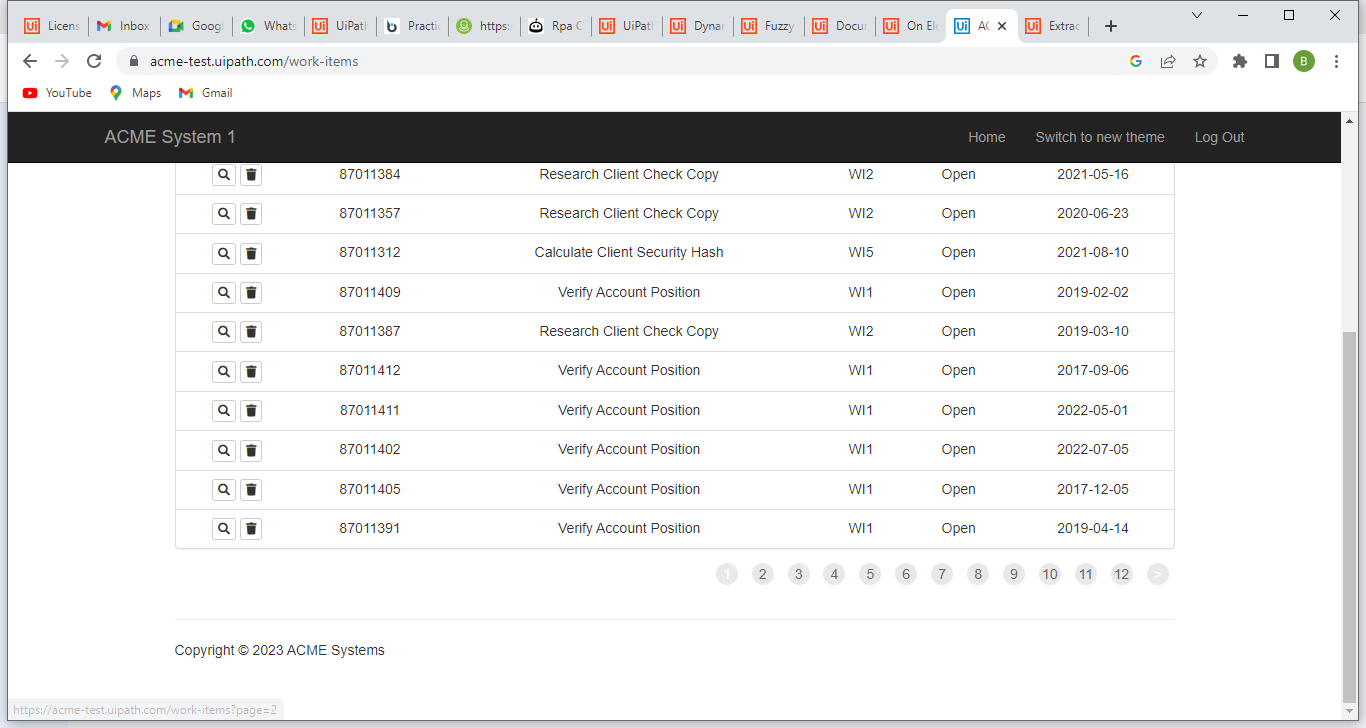 Licens Inbox Goog Whats UiPath Practic https: Rpa C UiPath Dynar Fuzzy Docur On Ele AC Extrac
acme-test.uipath.com/work-items B
YouTube Maps Gmail
ACME System 1 Home Switch to new theme Log Out
87011384 Research Client Check Copy WI2 Open 2021-05-16
87011357 Research Client Check Copy WI2 Open 2020-06-23
87011312 Calculate Client Security Hash WI5 Open 2021-08-10
87011409 Verify Account Position WI1 Open 2019-02-02
87011387 Research Client Check Copy WI2 Open 2019-03-10
87011412 Verify Account Position WI1 Open 2017-09-06
87011411 Verify Account Position WI1 Open 2022-05-01
87011402 Verify Account Position WI1 Open 2022-07-05
87011405 Verify Account Position WI1 Open 2017-12-05
87011391 Verify Account Position WI1 Open 2019-04-14
1 2 3 4 5 6 7 8 9 10 11 12 >
Copyright © 2023 ACME Systems
https://acme-test.uipath.com/work-items?page=2